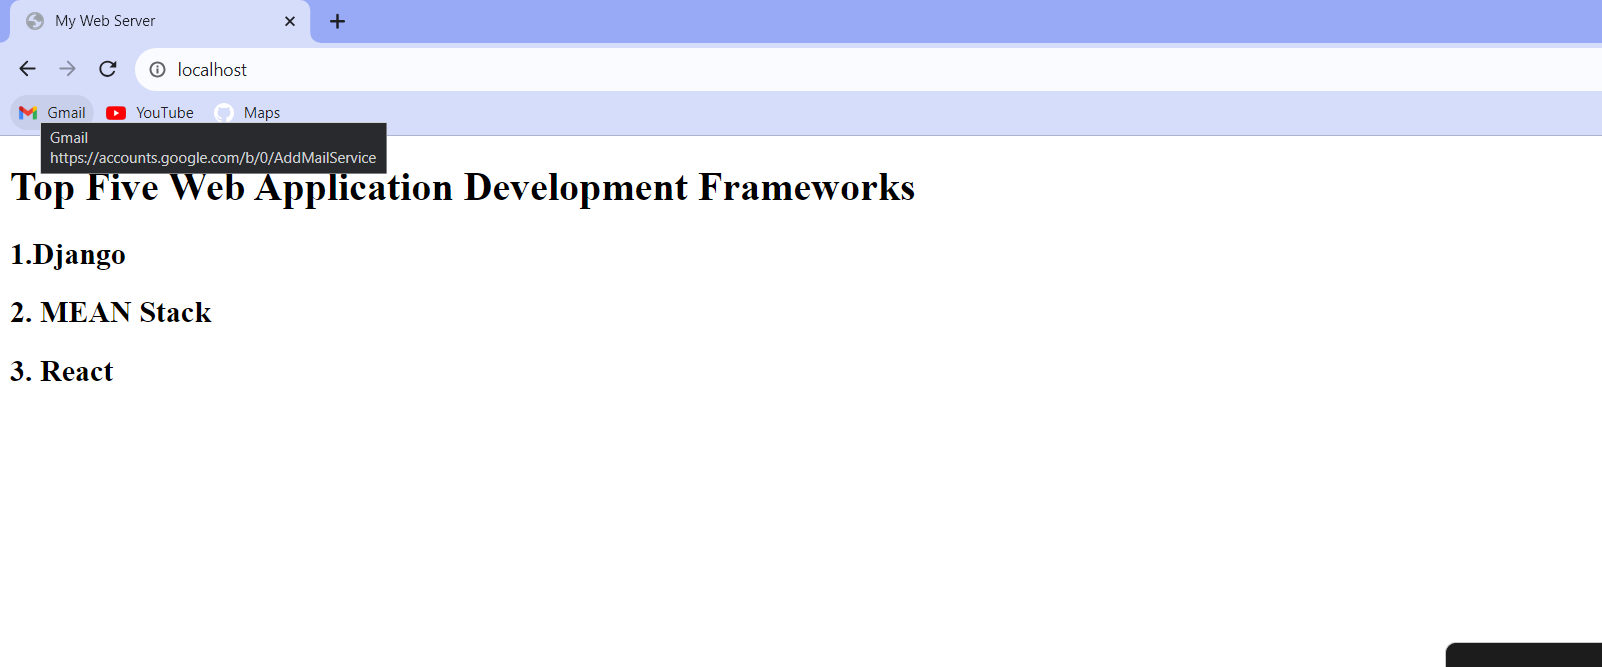 My Web Server
localhost
Gmail YouTube Maps
Gmail
https://accounts.google.com/b/0/AddMailService
Top Five Web Application Development Frameworks
1.Django
2. MEAN Stack
3. React